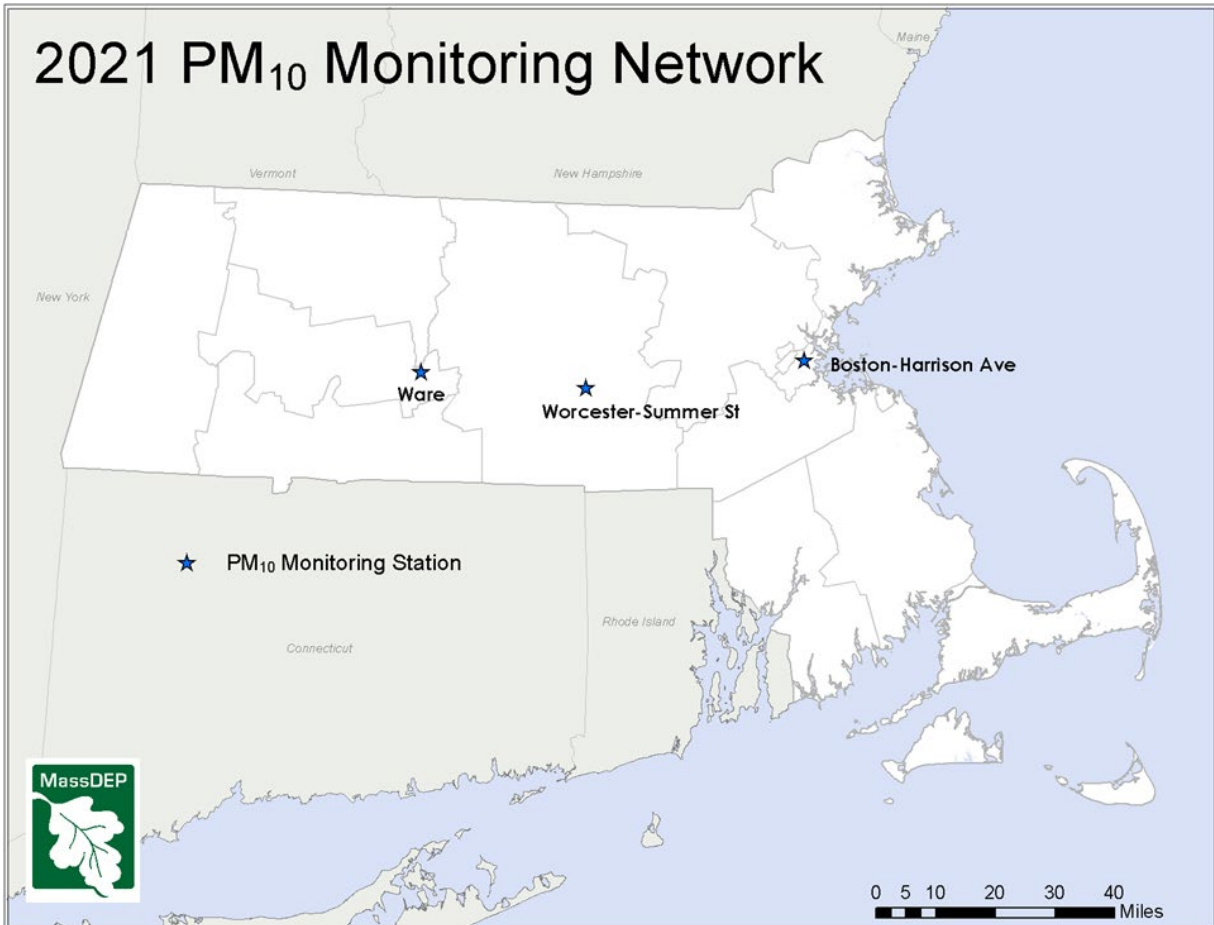 2021 PM₁₀ Monitoring Network
Maine
Vermont
New Hampshire
New York
Boston-Harrison Ave
Ware
Worcester-Summer St
PM₁₀ Monitoring Station
Rhode Island
Connecticut
MassDEP
0 5 10 20 30 40
Miles